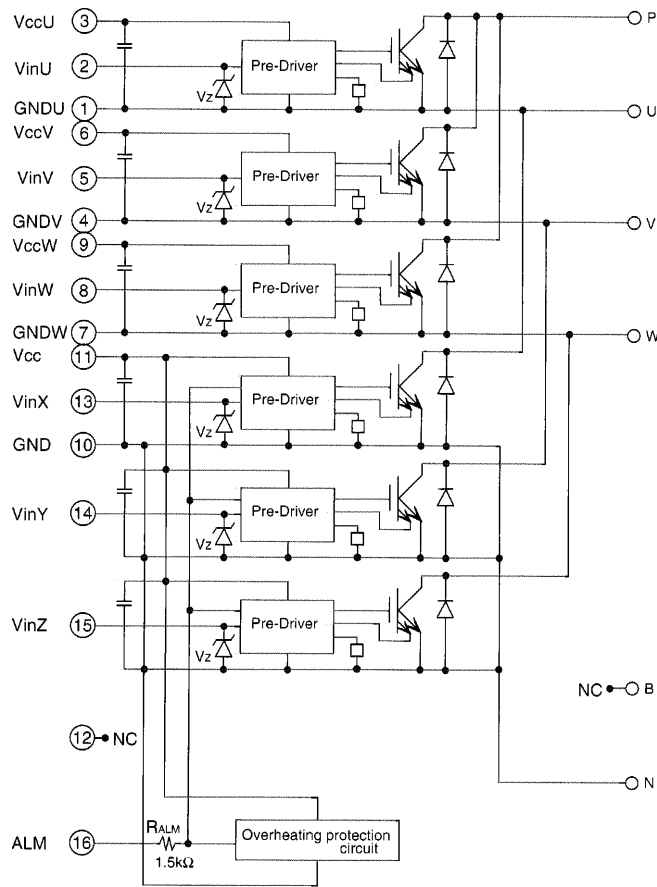 VccU 3 P
VinU 2 Vz Pre-Driver
GNDU 1 U
VccV 6
VinV 5 Vz Pre-Driver
GNDV 4 V
VccW 9
VinW 8 Vz Pre-Driver
GNDW 7 W
Vcc 11
VinX 13 Vz Pre-Driver
GND 10
VinY 14 Vz Pre-Driver
VinZ 15 Vz Pre-Driver
NC B
12 NC
N
ALM 16 RALM 1.5kΩ
Overheating protection
circuit